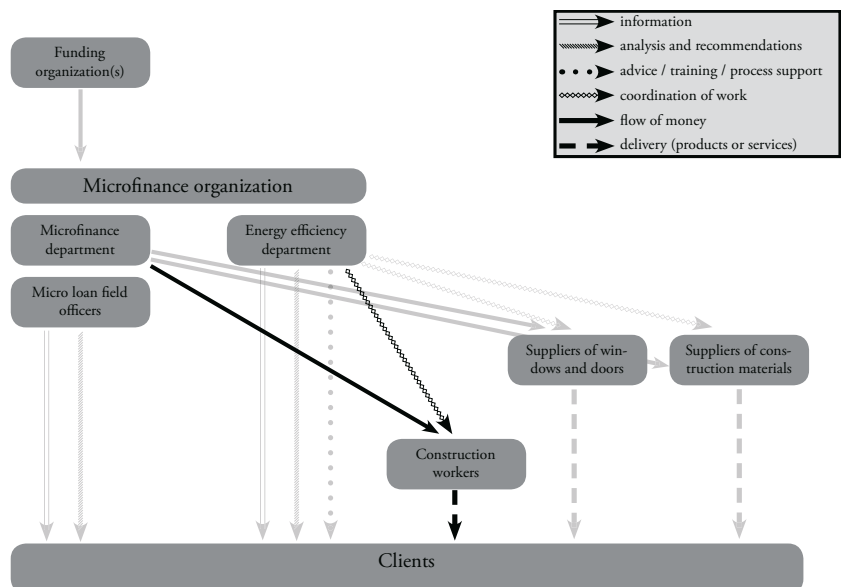 information
analysis and recommendations
advice / training / process support
coordination of work
flow of money
delivery (products or services)
Funding
organization(s)
Microfinance organization
Microfinance
department
Energy efficiency
department
Micro loan field
officers
Suppliers of win-
dows and doors
Suppliers of cons-
truction materials
Construction
workers
Clients